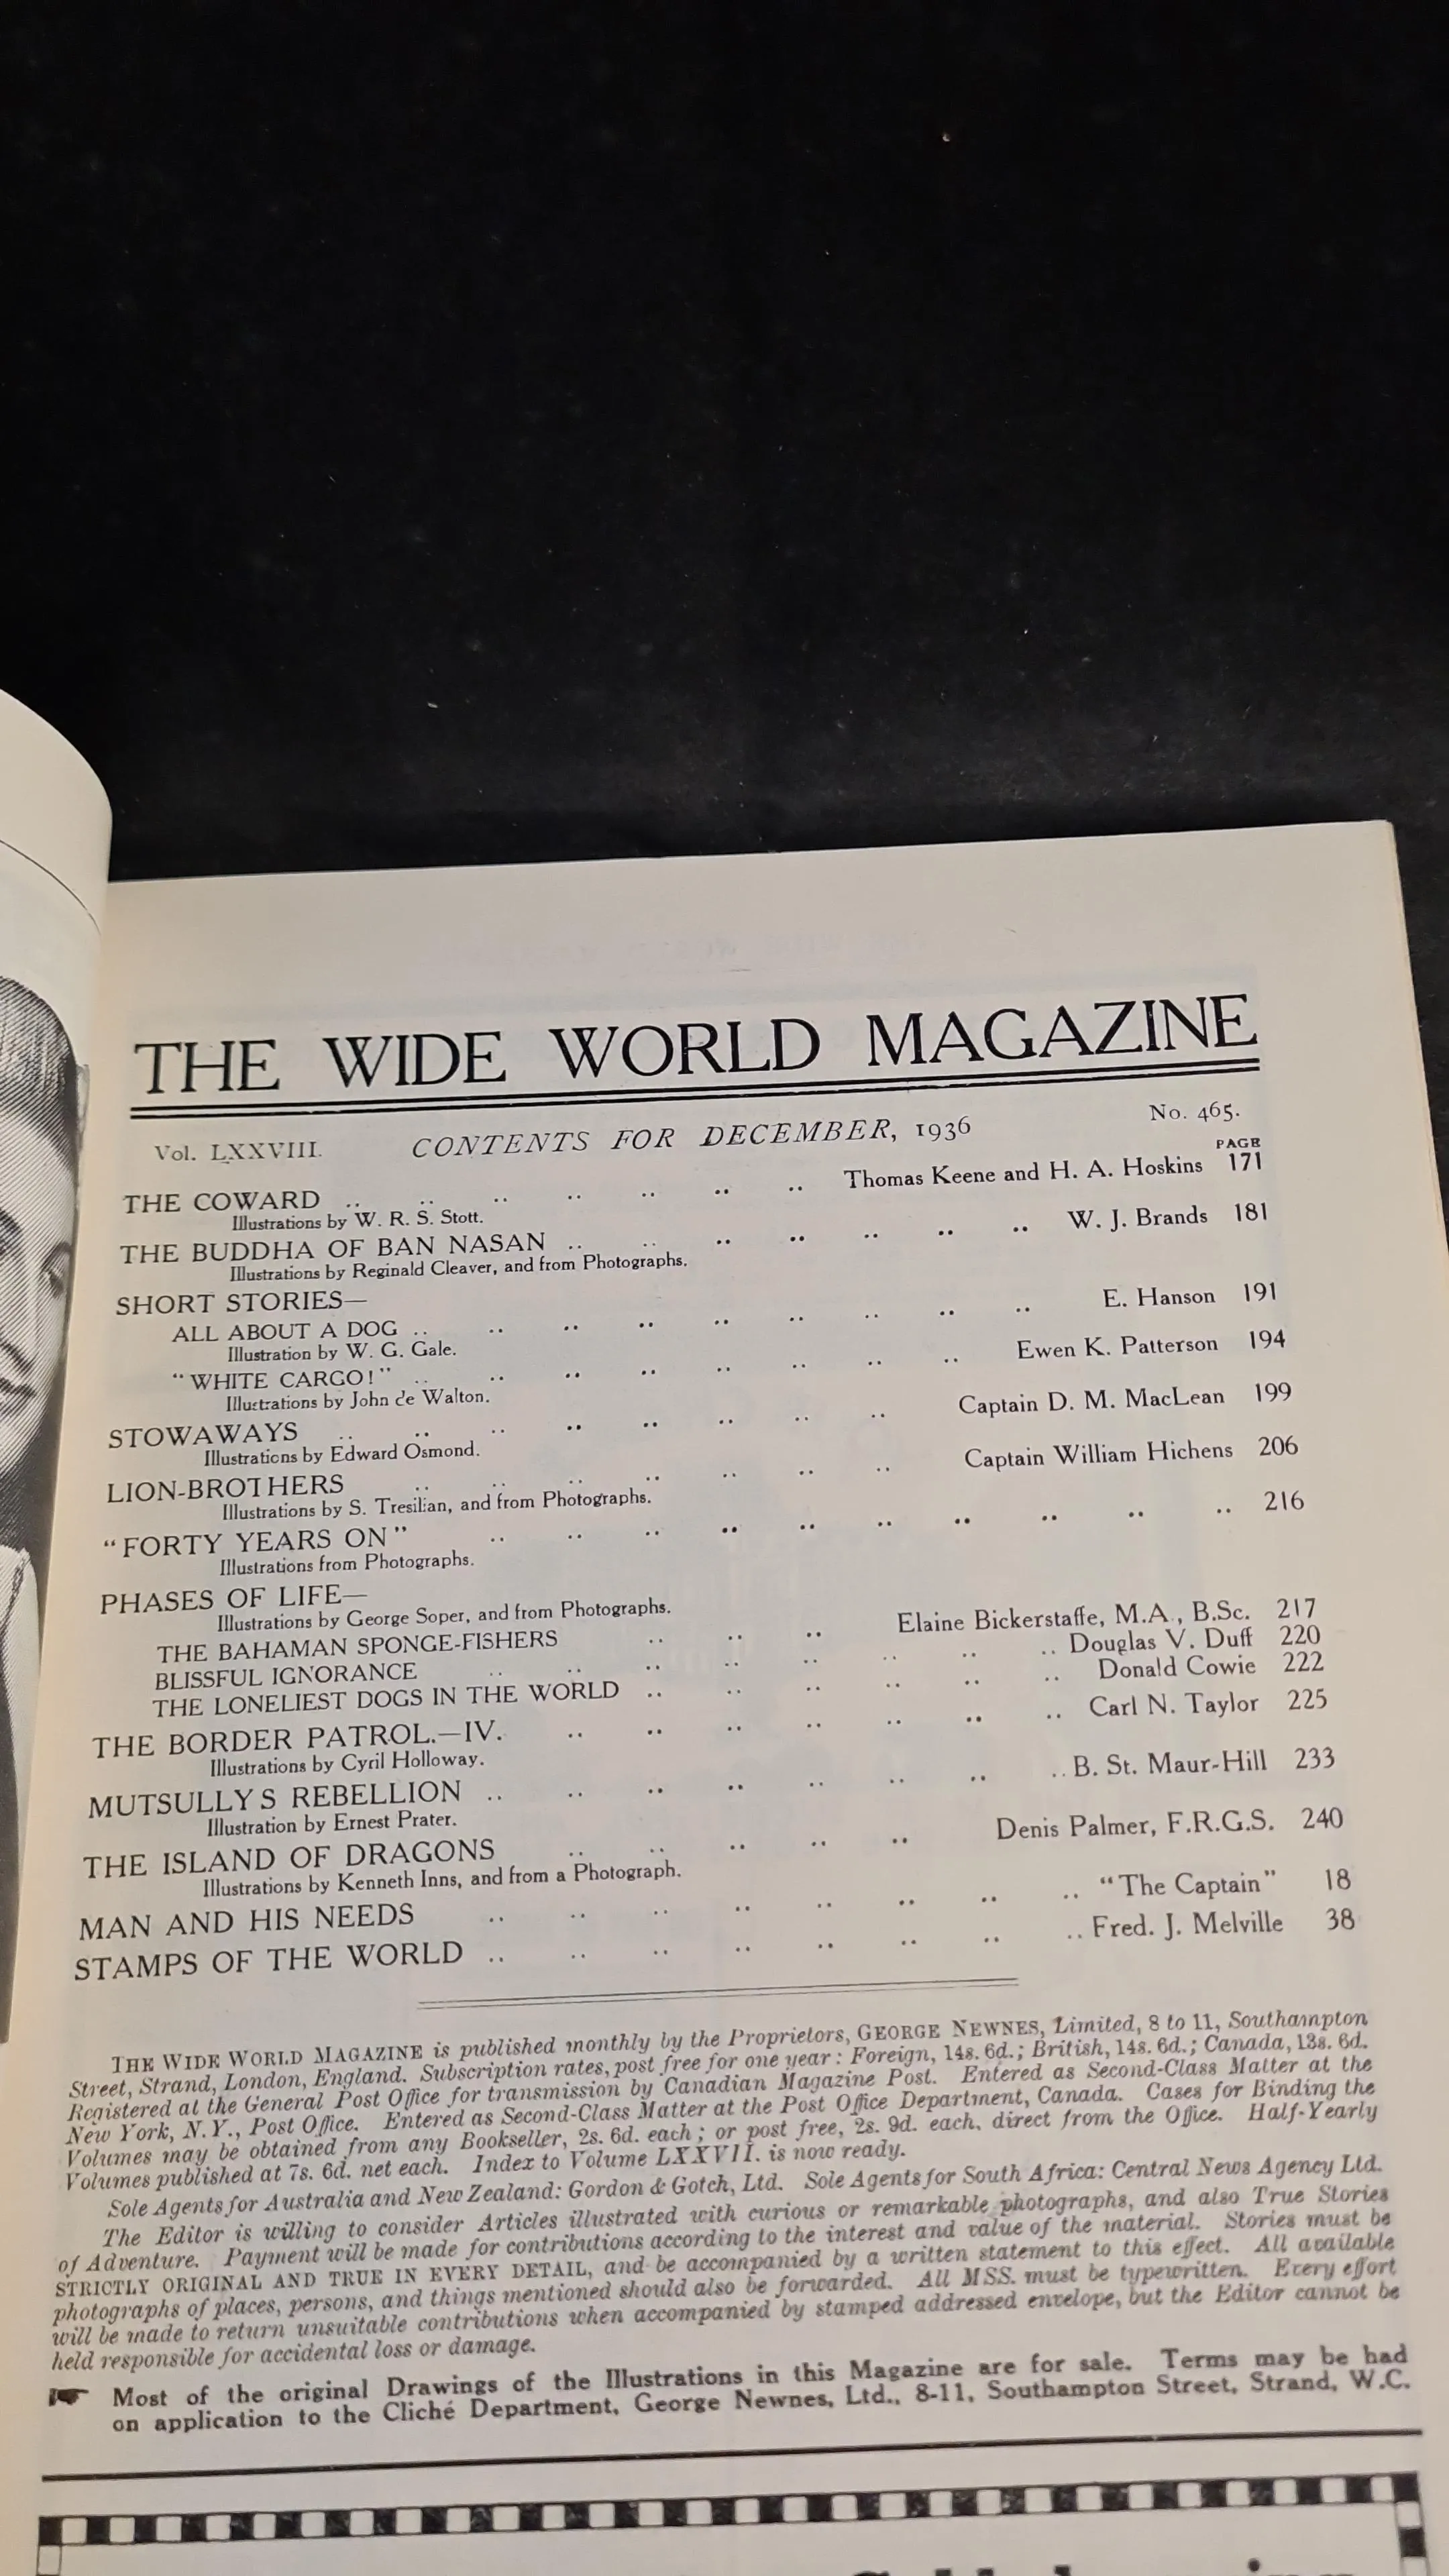 THE WIDE WORLD MAGAZINE
Vol. LXXVIII. CONTENTS FOR DECEMBER, 1936 No. 465.
PAGE
THE COWARD .. .. .. .. .. .. .. Thomas Keene and H. A. Hoskins 171
Illustrations by W. R. S. Stott.
THE BUDDHA OF BAN NASAN .. .. .. .. .. .. .. W. J. Brands 181
Illustrations by Reginald Cleaver, and from Photographs.
SHORT STORIES—
ALL ABOUT A DOG .. .. .. .. .. .. .. .. .. E. Hanson 191
Illustration by W. G. Gale.
"WHITE CARGO!" .. .. .. .. .. .. .. .. Ewen K. Patterson 194
Illustrations by John de Walton.
STOWAWAYS .. .. .. .. .. .. .. .. Captain D. M. MacLean 199
Illustrations by Edward Osmond.
LION-BROTHERS .. .. .. .. .. .. Captain William Hichens 206
Illustrations by S. Tresilian, and from Photographs.
"FORTY YEARS ON" .. .. .. .. .. .. .. .. .. .. 216
Illustrations from Photographs.
PHASES OF LIFE—
Illustrations by George Soper, and from Photographs.
THE BAHAMAN SPONGE-FISHERS .. .. .. Elaine Bickerstaffe, M.A., B.Sc. 217
BLISSFUL IGNORANCE .. .. .. .. .. .. .. .. Douglas V. Duff 220
THE LONELIEST DOGS IN THE WORLD .. .. .. .. .. .. Donald Cowie 222
THE BORDER PATROL.—IV. .. .. .. .. .. .. .. Carl N. Taylor 225
Illustrations by Cyril Holloway.
MUTSULLY S REBELLION .. .. .. .. .. .. .. .. B. St. Maur-Hill 233
Illustration by Ernest Prater.
THE ISLAND OF DRAGONS .. .. .. .. .. Denis Palmer, F.R.G.S. 240
Illustrations by Kenneth Inns, and from a Photograph.
MAN AND HIS NEEDS .. .. .. .. .. .. .. .. "The Captain" 18
STAMPS OF THE WORLD .. .. .. .. .. .. .. .. Fred. J. Melville 38
THE WIDE WORLD MAGAZINE is published monthly by the Proprietors, GEORGE NEWNES, Limited, 8 to 11, Southampton
Street, Strand, London, England. Subscription rates, post free for one year: Foreign, 14s. 6d.; British, 14s. 6d.; Canada, 13s. 6d.
Registered at the General Post Office for transmission by Canadian Magazine Post. Entered as Second-Class Matter at the
New York, N.Y., Post Office. Entered as Second-Class Matter at the Post Office Department, Canada. Cases for Binding the
Volumes may be obtained from any Bookseller, 2s. 6d. each; or post free, 2s. 9d. each, direct from the Office. Half-Yearly
Volumes published at 7s. 6d. net each. Index to Volume LXXVII. is now ready.
Sole Agents for Australia and New Zealand: Gordon & Gotch, Ltd. Sole Agents for South Africa: Central News Agency Ltd.
The Editor is willing to consider Articles illustrated with curious or remarkable photographs, and also True Stories
of Adventure. Payment will be made for contributions according to the interest and value of the material. Stories must be
STRICTLY ORIGINAL AND TRUE IN EVERY DETAIL, and be accompanied by a written statement to this effect. All available
photographs of places, persons, and things mentioned should also be forwarded. All MSS. must be typewritten. Every effort
will be made to return unsuitable contributions when accompanied by stamped addressed envelope, but the Editor cannot be
held responsible for accidental loss or damage.
☛ Most of the original Drawings of the Illustrations in this Magazine are for sale. Terms may be had
on application to the Cliché Department, George Newnes, Ltd., 8-11, Southampton Street, Strand, W.C.